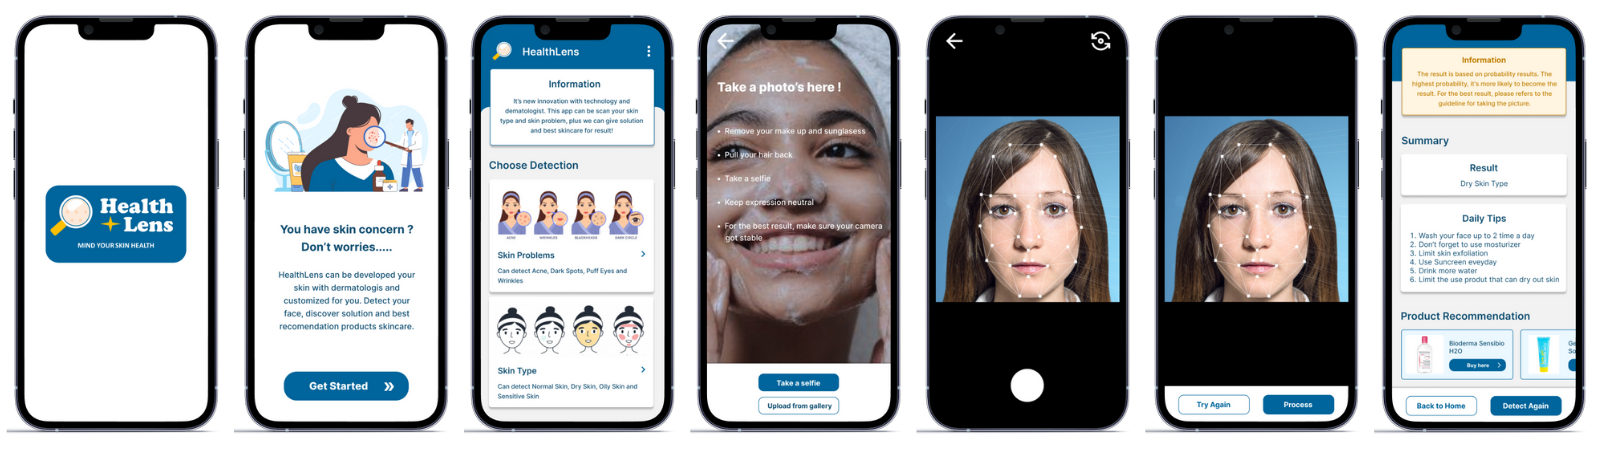 Health
Lens
MIND YOUR SKIN HEALTH
You have skin concern ?
Don't worries.....
HealthLens can be developed your
skin with dermatologis and
customized for you. Detect your
face, discover solution and best
recomendation products skincare.
Get Started
HealthLens
Information
It's new innovation with technology and
dematologist. This app can be scan your skin
type and skin problem, plus we can give solution
and best skincare for result!
Choose Detection
ACNE
WRINKLES
BLACKHEADS
DARK CIRCLE
Skin Problems
Can detect Acne, Dark Spots, Puff Eyes and
Wrinkles
Skin Type
Can detect Normal Skin, Dry Skin, Oily Skin and
Sensitive Skin
Take a photo's here !
• Remove your make up and sunglasess
• Pull your hair back
• Take a selfie
• Keep expression neutral
• For the best result, make sure your camera
got stable
Take a selfie
Upload from gallery
Try Again
Process
Information
The result is based on probability results. The
highest probability, it's more likely to become the
result. For the best result, please refers to the
guideline for taking the picture.
Summary
Result
Dry Skin Type
Daily Tips
1. Wash your face up to 2 time a day
2. Don't forget to use mosturizer
3. Limit skin exfoliation
4. Use Suncreen eveyday
5. Drink more water
6. Limit the use produt that can dry out skin
Product Recommendation
Bioderma Sensibio
H2O
Buy here
Ge
So
Back to Home
Detect Again